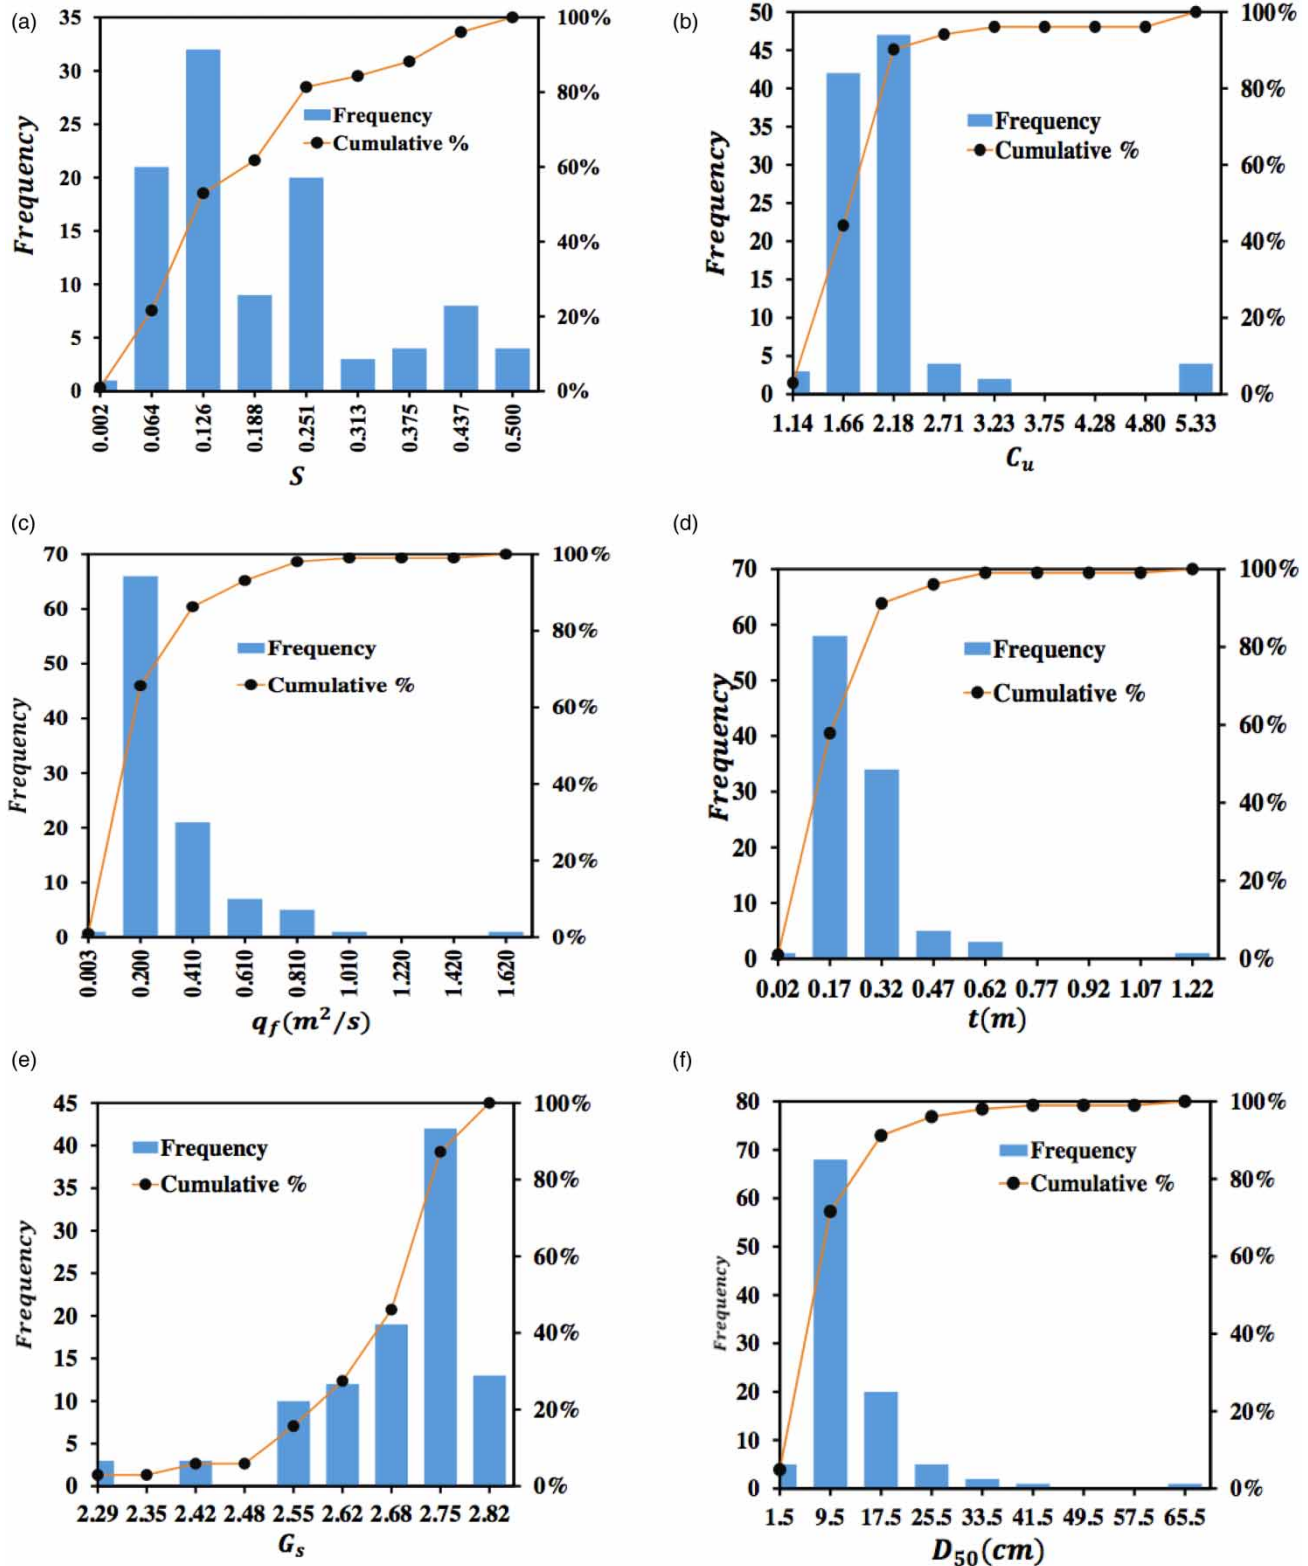 (a)
35
30
25
20
15
10
5
0
Frequency
100%
80%
60%
40%
20%
0%
Frequency
Cumulative %
0.002 0.064 0.126 0.188 0.251 0.313 0.375 0.437 0.500
S
(b)
50
45
40
35
30
25
20
15
10
5
0
Frequency
100%
80%
60%
40%
20%
0%
Frequency
Cumulative %
1.14 1.66 2.18 2.71 3.23 3.75 4.28 4.80 5.33
C_u
(c)
70
60
50
40
30
20
10
0
Frequency
100%
80%
60%
40%
20%
0%
Frequency
Cumulative %
0.003 0.200 0.410 0.610 0.810 1.010 1.220 1.420 1.620
q_f(m²/s)
(d)
70
60
50
40
30
20
10
0
Frequency
100%
80%
60%
40%
20%
0%
Frequency
Cumulative %
0.02 0.17 0.32 0.47 0.62 0.77 0.92 1.07 1.22
t(m)
(e)
45
40
35
30
25
20
15
10
5
0
Frequency
100%
80%
60%
40%
20%
0%
Frequency
Cumulative %
2.29 2.35 2.42 2.48 2.55 2.62 2.68 2.75 2.82
G_s
(f)
80
70
60
50
40
30
20
10
0
Frequency
100%
80%
60%
40%
20%
0%
Frequency
Cumulative %
1.5 9.5 17.5 25.5 33.5 41.5 49.5 57.5 65.5
D_50(cm)